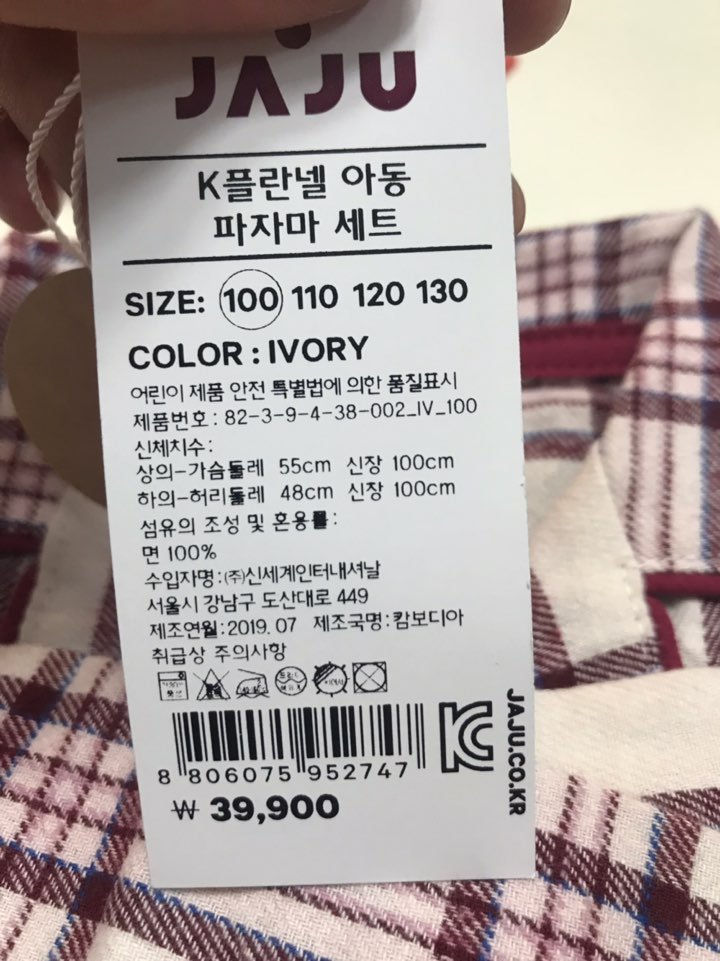 JAJU
K플란넬 아동
파자마 세트
SIZE: 100 110 120 130
COLOR : IVORY
어린이 제품 안전 특별법에 의한 품질표시
제품번호 : 82-3-9-4-38-002_IV_100
신체치수 :
상의-가슴둘레 55cm 신장 100cm
하의-허리둘레 48cm 신장 100cm
섬유의 조성 및 혼용률 :
면 100%
수입자명 : (주)신세계인터내셔날
서울시 강남구 도산대로 449
제조연월 : 2019. 07 제조국명 : 캄보디아
취급상 주의사항
8 806075 952747
₩ 39,900
KC
JAJU.CO.KR